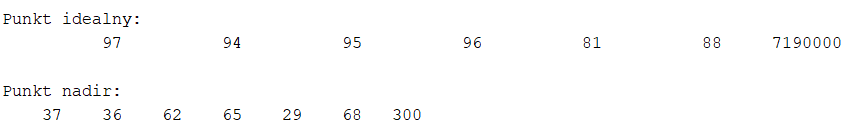 Punkt idealny:
97 94 95 96 81 88 7190000
Punkt nadir:
37 36 62 65 29 68 300